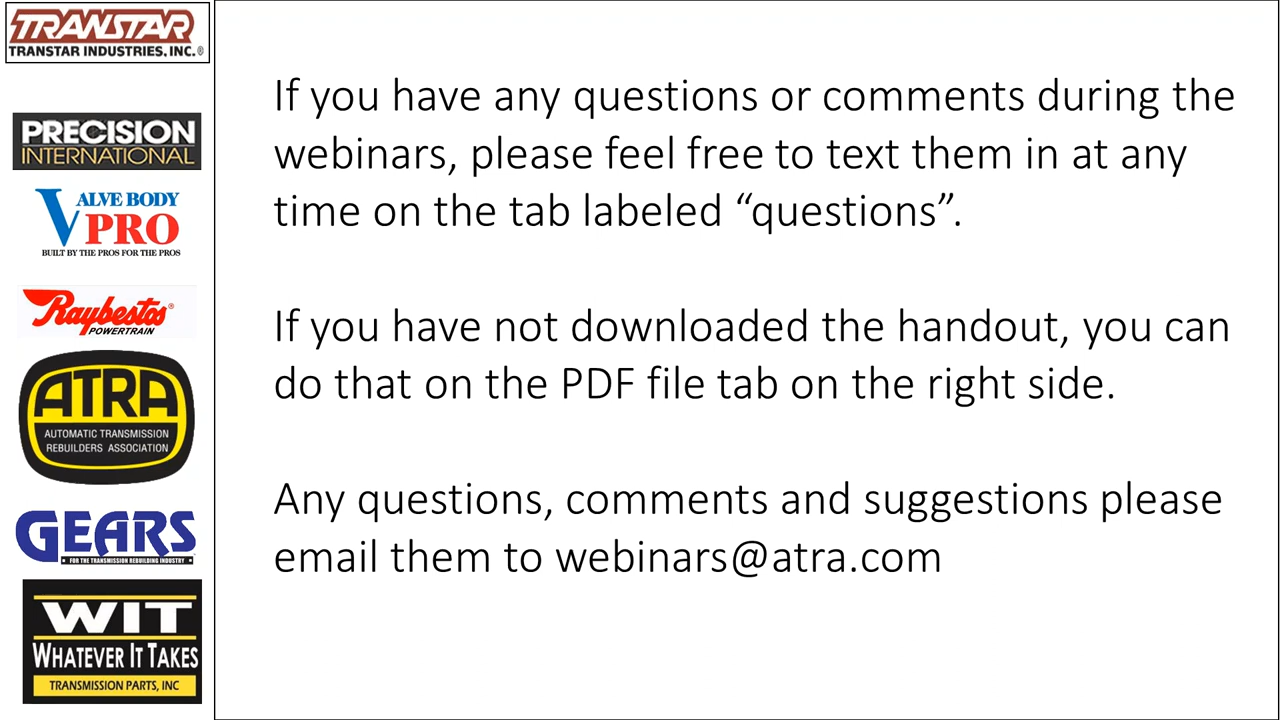 TRANSTAR
TRANSTAR INDUSTRIES, INC.®
PRECISION
INTERNATIONAL
VALVE BODY
PRO
BUILT BY THE PROS FOR THE PROS
Raybestos®
POWERTRAIN
ATRA
AUTOMATIC TRANSMISSION
REBUILDERS ASSOCIATION
GEARS
FOR THE TRANSMISSION REBUILDING INDUSTRY
WIT
WHATEVER IT TAKES
TRANSMISSION PARTS, INC
If you have any questions or comments during the
webinars, please feel free to text them in at any
time on the tab labeled “questions”.
If you have not downloaded the handout, you can
do that on the PDF file tab on the right side.
Any questions, comments and suggestions please
email them to webinars@atra.com